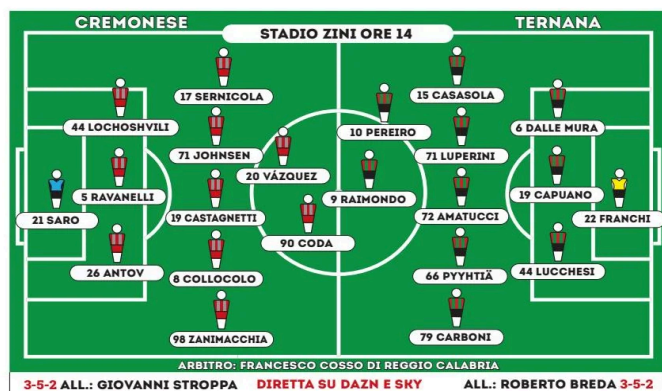 CREMONESE
STADIO ZINI ORE 14
TERNANA
17 SERNICOLA
44 LOCHOSHVILI
71 JOHNSEN
20 VÁZQUEZ
5 RAVANELLI
21 SARO
19 CASTAGNETTI
90 CODA
26 ANTOV
8 COLLOCOLO
98 ZANIMACCHIA
15 CASASOLA
10 PEREIRO
6 DALLE MURA
71 LUPERINI
9 RAIMONDO
19 CAPUANO
72 AMATUCCI
22 FRANCHI
66 PYYHTIÄ
44 LUCCHESI
79 CARBONI
ARBITRO: FRANCESCO COSSO DI REGGIO CALABRIA
3-5-2 ALL.: GIOVANNI STROPPA DIRETTA SU DAZN E SKY ALL.: ROBERTO BREDA 3-5-2